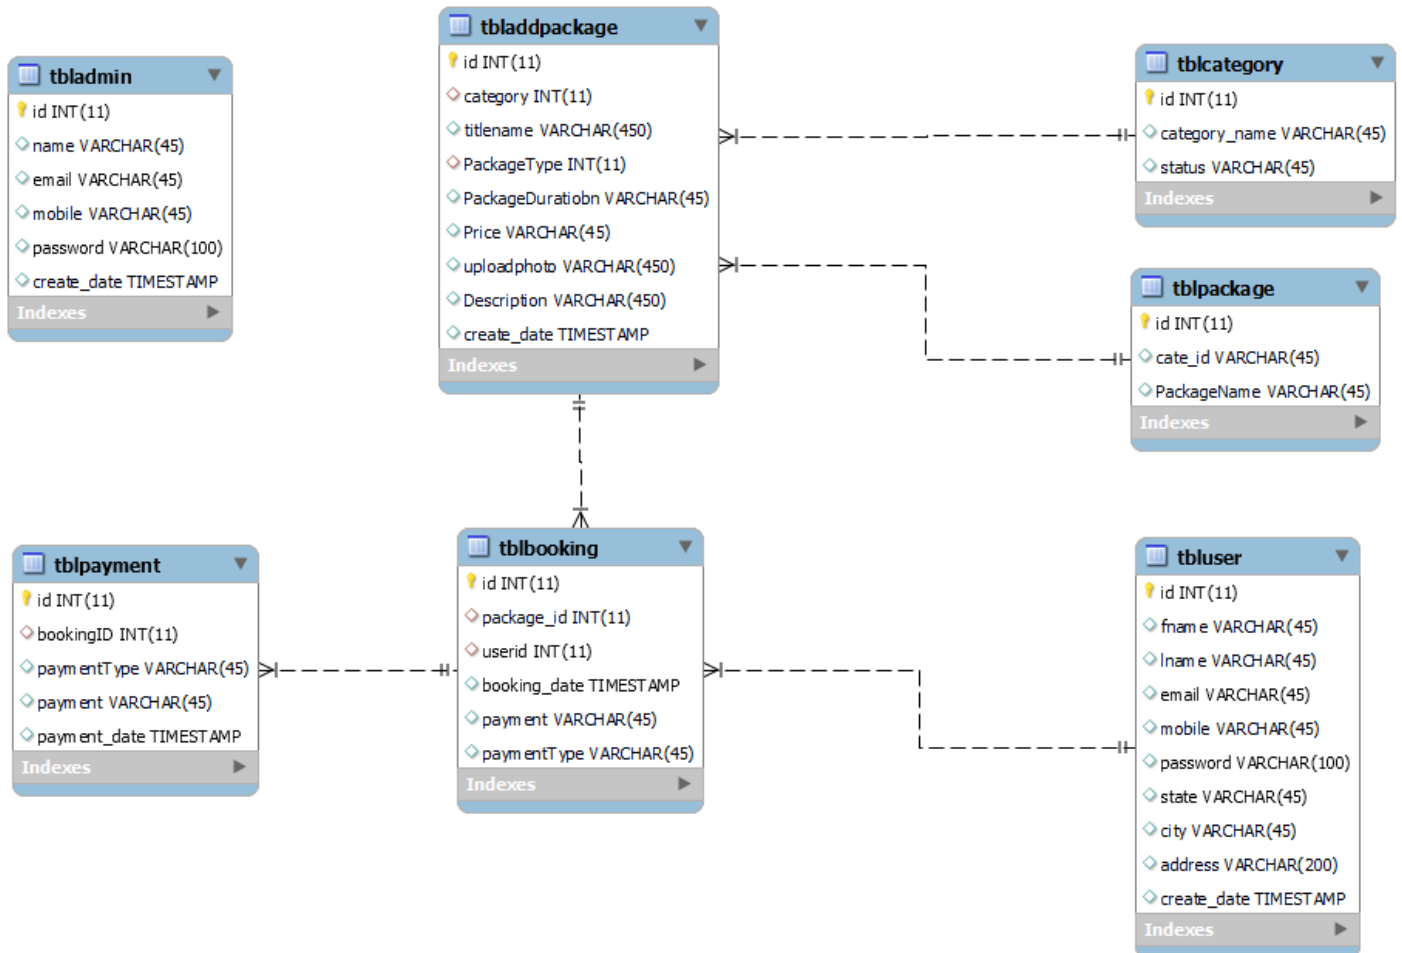 tbladmin
id INT(11)
name VARCHAR(45)
email VARCHAR(45)
mobile VARCHAR(45)
password VARCHAR(100)
create_date TIMESTAMP
Indexes
tbladdpackage
id INT(11)
category INT(11)
titlename VARCHAR(450)
PackageType INT(11)
PackageDuratiobn VARCHAR(45)
Price VARCHAR(45)
uploadphoto VARCHAR(450)
Description VARCHAR(450)
create_date TIMESTAMP
Indexes
tblcategory
id INT(11)
category_name VARCHAR(45)
status VARCHAR(45)
Indexes
tblpackage
id INT(11)
cate_id VARCHAR(45)
PackageName VARCHAR(45)
Indexes
tblpayment
id INT(11)
bookingID INT(11)
paymentType VARCHAR(45)
payment VARCHAR(45)
payment_date TIMESTAMP
Indexes
tblbooking
id INT(11)
package_id INT(11)
userid INT(11)
booking_date TIMESTAMP
payment VARCHAR(45)
paymentType VARCHAR(45)
Indexes
tbluser
id INT(11)
fname VARCHAR(45)
lname VARCHAR(45)
email VARCHAR(45)
mobile VARCHAR(45)
password VARCHAR(100)
state VARCHAR(45)
city VARCHAR(45)
address VARCHAR(200)
create_date TIMESTAMP
Indexes